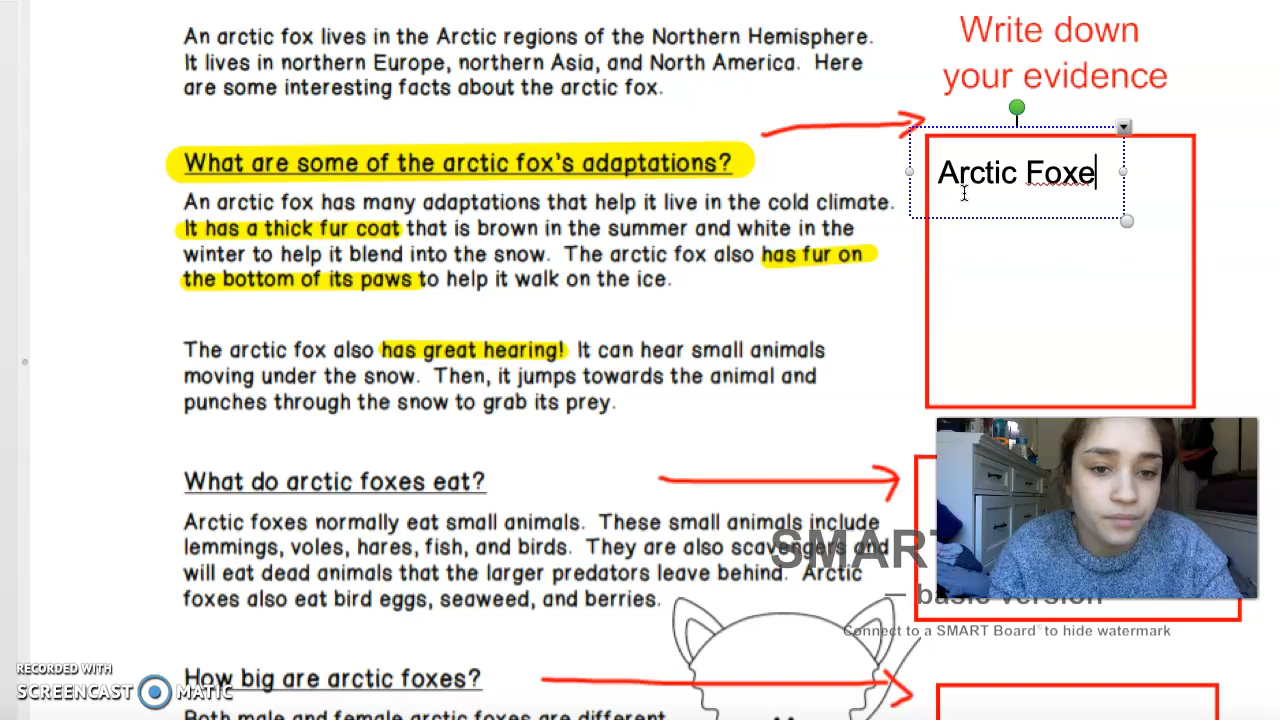 An arctic fox lives in the Arctic regions of the Northern Hemisphere.
It lives in northern Europe, northern Asia, and North America. Here
are some interesting facts about the arctic fox.
Write down
your evidence
What are some of the arctic fox's adaptations?
An arctic fox has many adaptations that help it live in the cold climate.
It has a thick fur coat that is brown in the summer and white in the
winter to help it blend into the snow. The arctic fox also has fur on
the bottom of its paws to help it walk on the ice.
Arctic Foxe
The arctic fox also has great hearing! It can hear small animals
moving under the snow. Then, it jumps towards the animal and
punches through the snow to grab its prey.
What do arctic foxes eat?
Arctic foxes normally eat small animals. These small animals include
lemmings, voles, hares, fish, and birds. They are also scavengers and
will eat dead animals that the larger predators leave behind. Arctic
foxes also eat bird eggs, seaweed, and berries.
SMART
— basic version
Connect to a SMART Board® to hide watermark
How big are arctic foxes?
Both male and female arctic foxes are different
RECORDED WITH
SCREENCAST MATIC